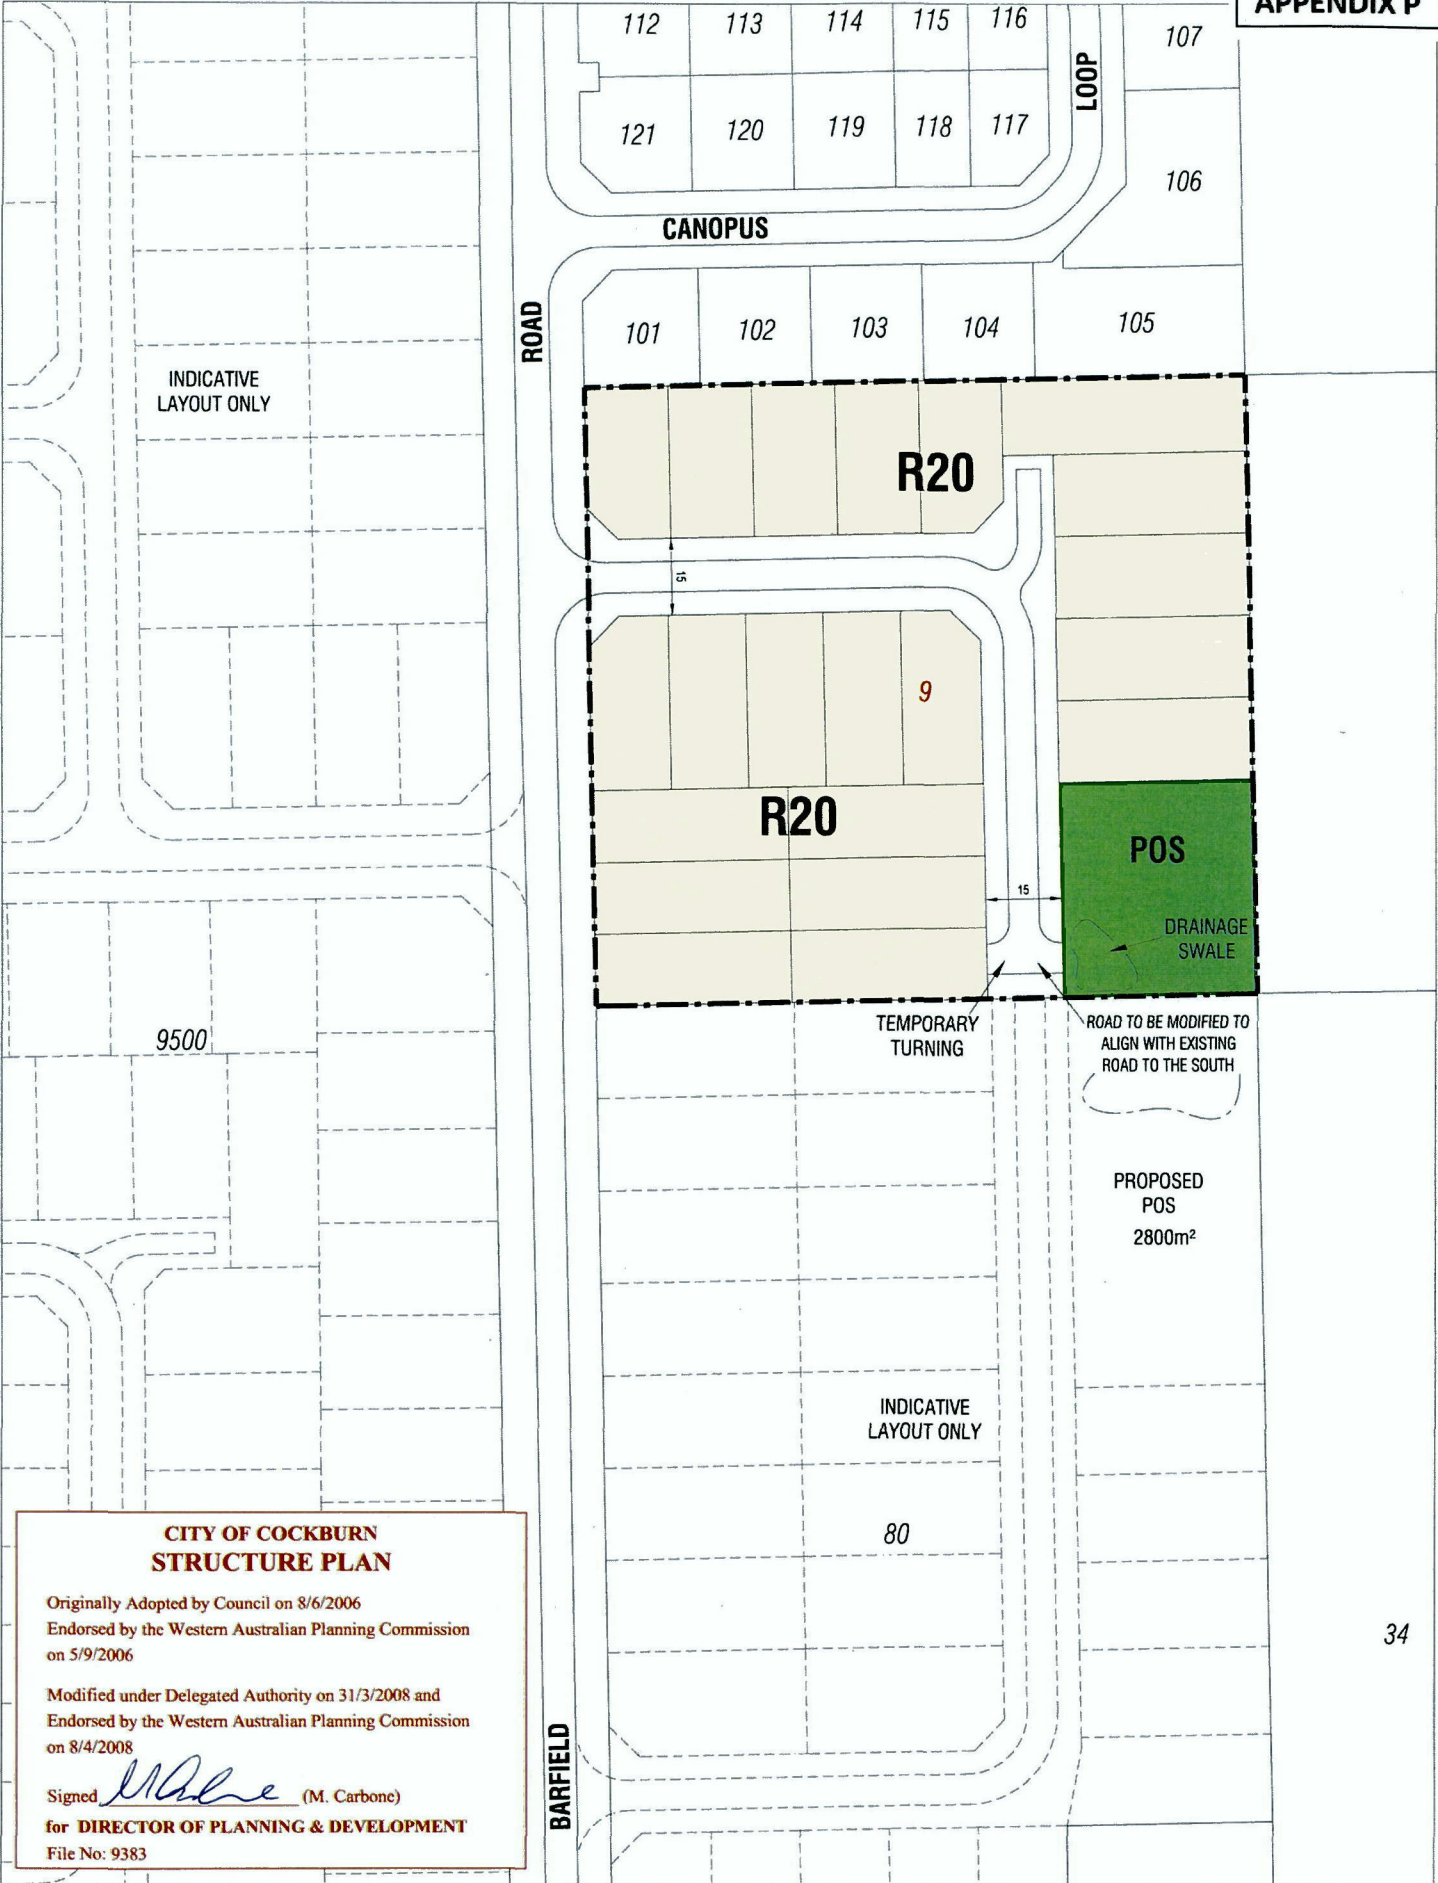 APPENDIX P
112
113
114
115
116
107
LOOP
121
120
119
118
117
106
CANOPUS
ROAD
101
102
103
104
105
INDICATIVE
LAYOUT ONLY
R20
15
9
R20
POS
15
DRAINAGE
SWALE
TEMPORARY
TURNING
ROAD TO BE MODIFIED TO
ALIGN WITH EXISTING
ROAD TO THE SOUTH
9500
PROPOSED
POS
2800m²
INDICATIVE
LAYOUT ONLY
80
34
BARFIELD
CITY OF COCKBURN
STRUCTURE PLAN
Originally Adopted by Council on 8/6/2006
Endorsed by the Western Australian Planning Commission
on 5/9/2006
Modified under Delegated Authority on 31/3/2008 and
Endorsed by the Western Australian Planning Commission
on 8/4/2008
Signed (M. Carbone)
for DIRECTOR OF PLANNING & DEVELOPMENT
File No: 9383